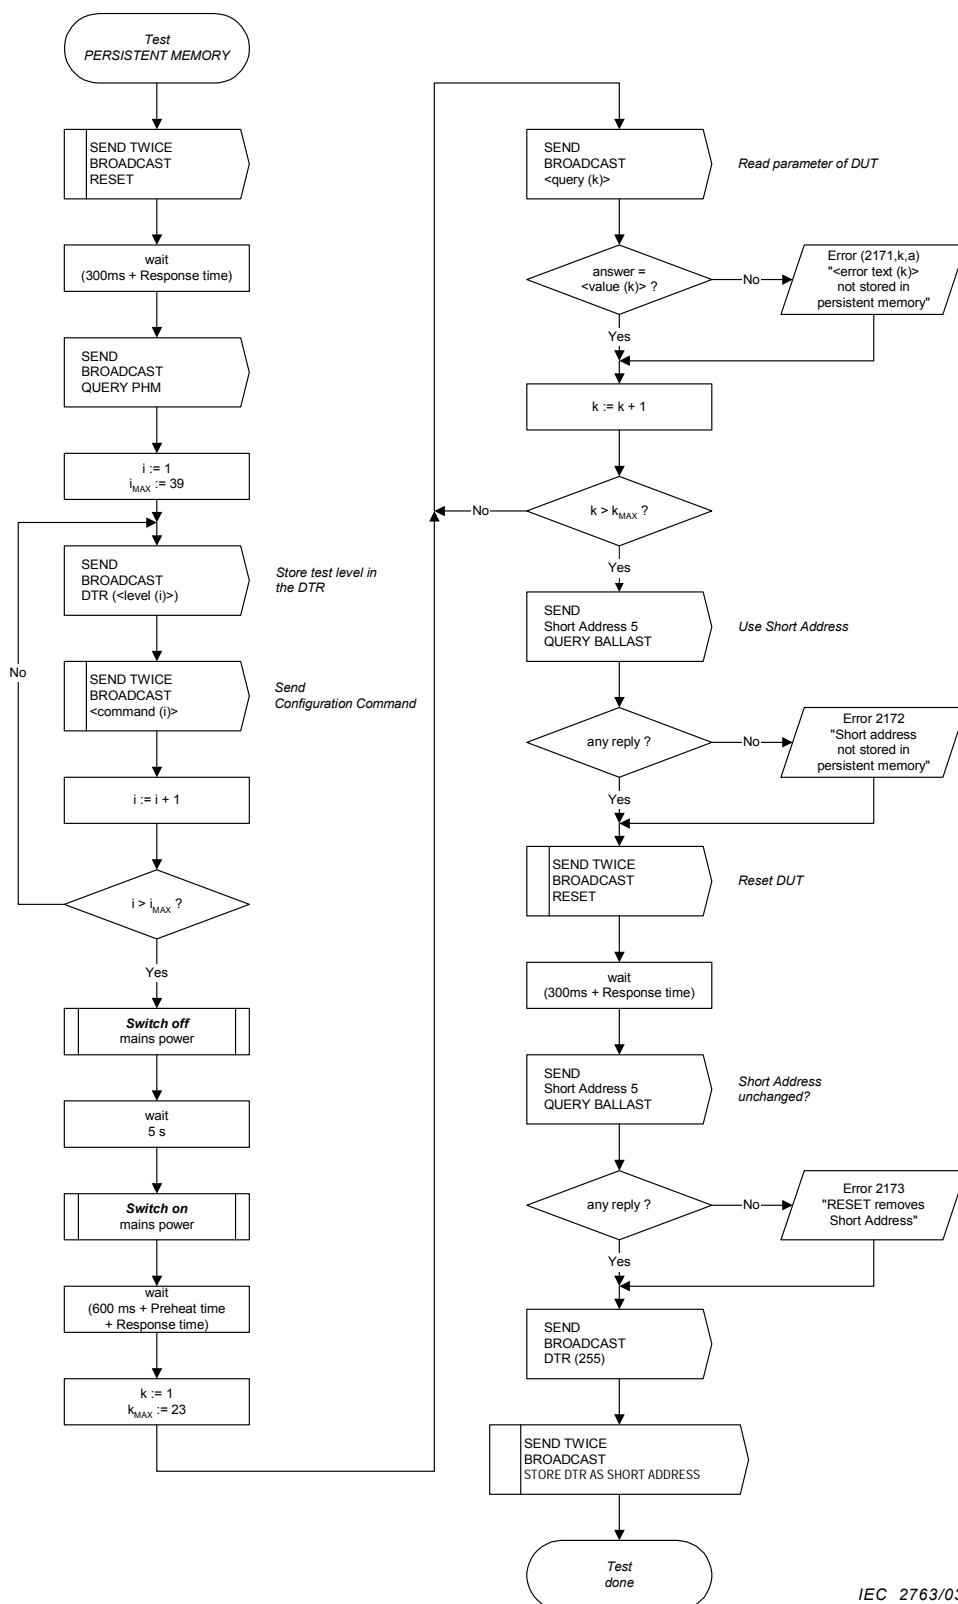 Test
PERSISTENT MEMORY
SEND TWICE
BROADCAST
RESET
wait
(300ms + Response time)
SEND
BROADCAST
QUERY PHM
i := 1
iMAX := 39
SEND
BROADCAST
DTR (<level (i)>)
Store test level in
the DTR
No
SEND TWICE
BROADCAST
<command (i)>
Send
Configuration Command
i := i + 1
i > iMAX ?
Yes
Switch off
mains power
wait
5 s
Switch on
mains power
wait
(600 ms + Preheat time
+ Response time)
k := 1
kMAX := 23
SEND
BROADCAST
<query (k)>
Read parameter of DUT
answer =
<value (k)> ?
No
Error (2171,k,a)
"<error text (k)>
not stored in
persistent memory"
Yes
k := k + 1
No
k > kMAX ?
Yes
SEND
Short Address 5
QUERY BALLAST
Use Short Address
any reply ?
No
Error 2172
"Short address
not stored in
persistent memory"
Yes
SEND TWICE
BROADCAST
RESET
Reset DUT
wait
(300ms + Response time)
SEND
Short Address 5
QUERY BALLAST
Short Address
unchanged?
any reply ?
No
Error 2173
"RESET removes
Short Address"
Yes
SEND
BROADCAST
DTR (255)
SEND TWICE
BROADCAST
STORE DTR AS SHORT ADDRESS
Test
done
IEC 2763/03